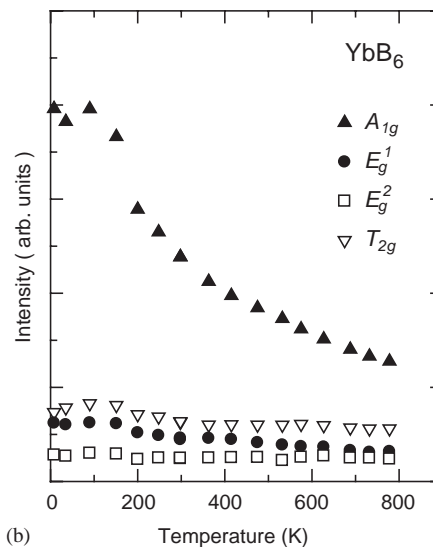 YbB6
A1g
Eg1
Eg2
T2g
Intensity ( arb. units )
0 200 400 600 800
Temperature (K)
(b)